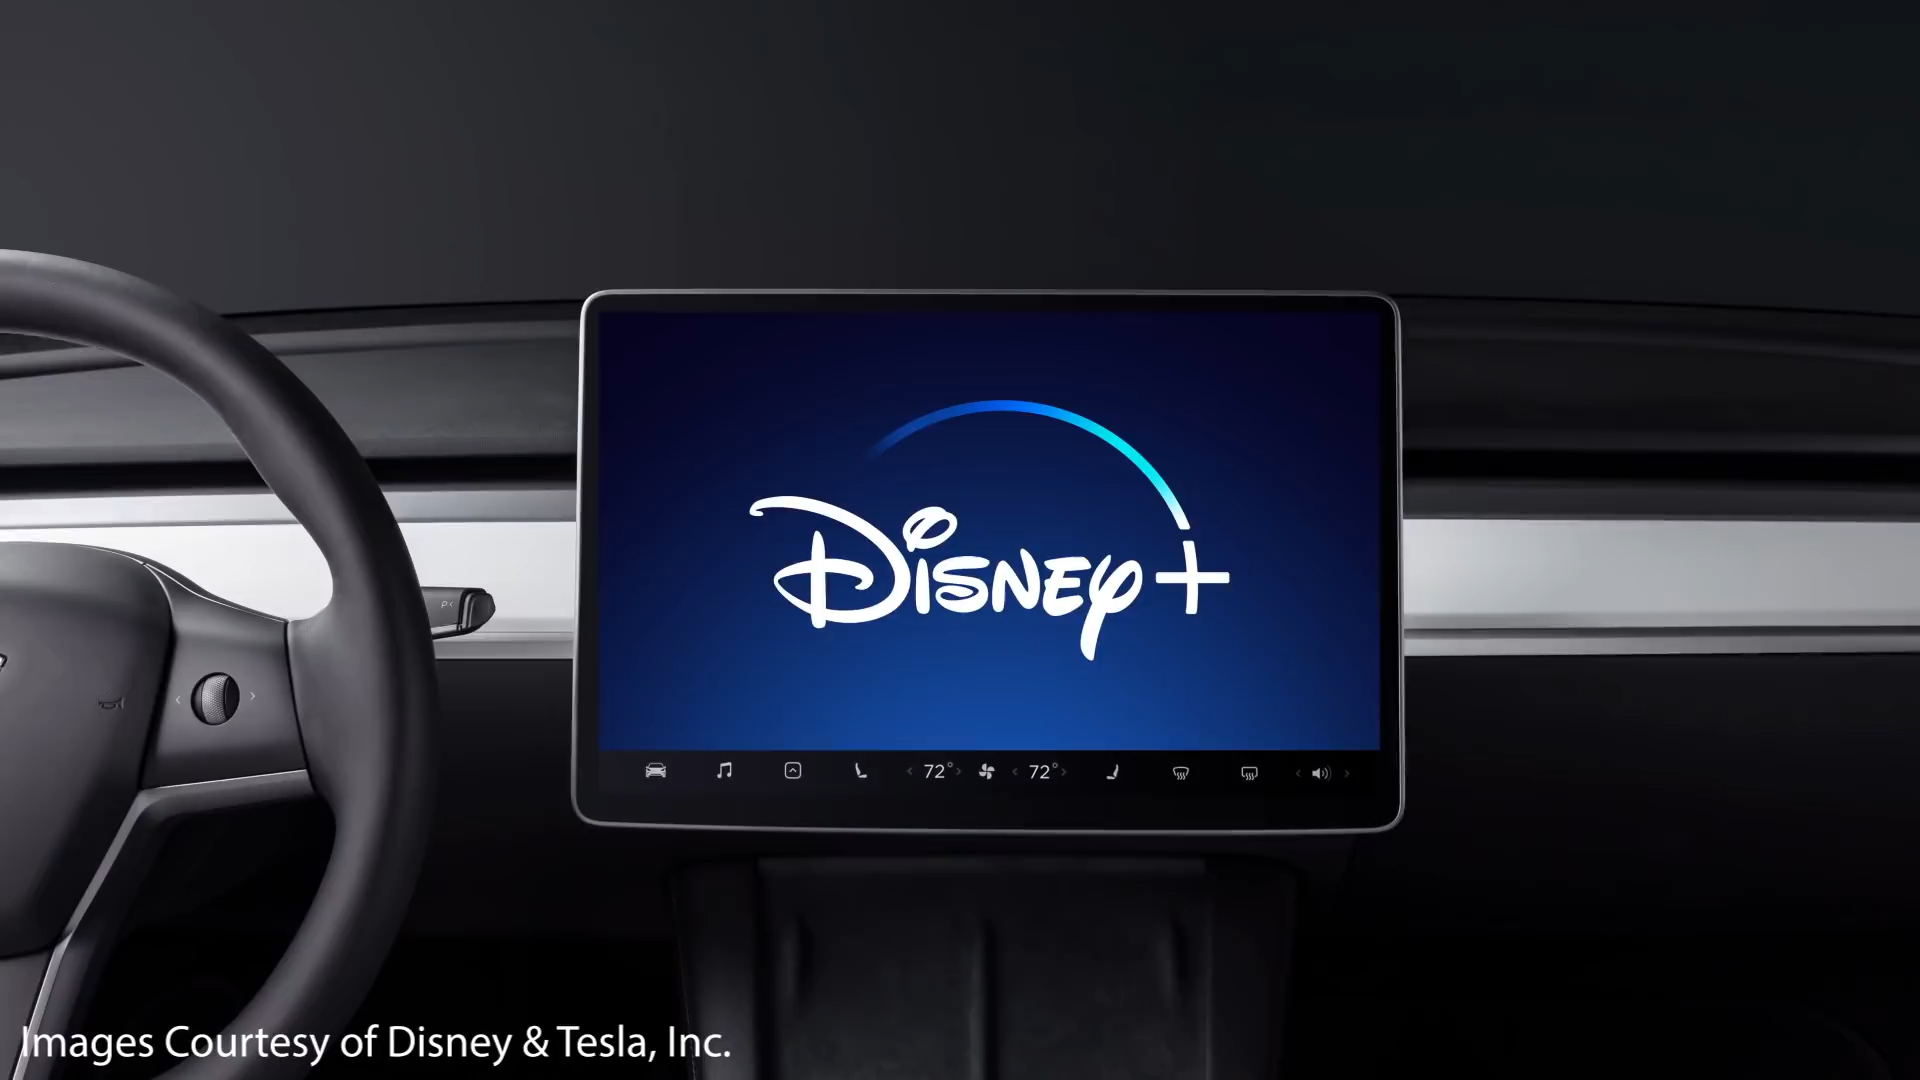 Disney+
P<
< 72° >
< 72° >
Images Courtesy of Disney & Tesla, Inc.